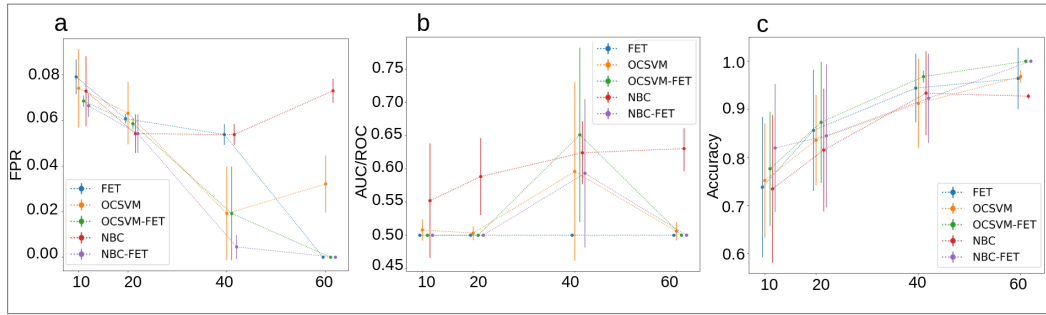 a
FPR
0.08
0.06
0.04
0.02
0.00
FET
OCSVM
OCSVM-FET
NBC
NBC-FET
10
20
40
60
b
AUC/ROC
0.75
0.70
0.65
0.60
0.55
0.50
0.45
FET
OCSVM
OCSVM-FET
NBC
NBC-FET
10
20
40
60
c
Accuracy
1.0
0.9
0.8
0.7
0.6
FET
OCSVM
OCSVM-FET
NBC
NBC-FET
10
20
40
60